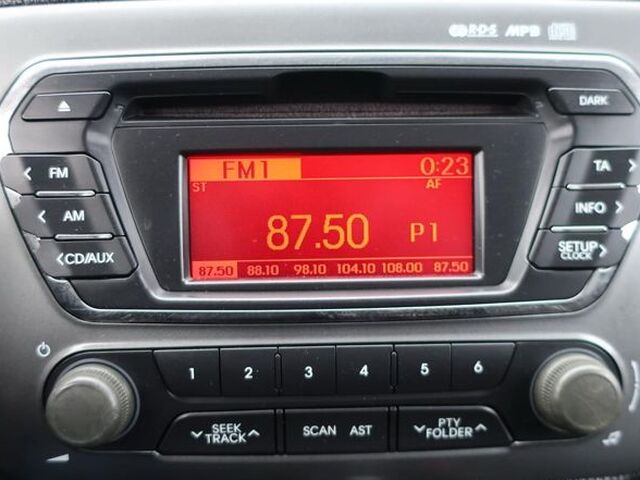 RDS MP3
DARK
FM
AM
CD/AUX
FM1 0:23
ST AF
87.50 P1
87.50 88.10 98.10 104.10 108.00 87.50
TA
INFO
SETUP
CLOCK
1 2 3 4 5 6
SEEK
TRACK
SCAN AST
PTY
FOLDER